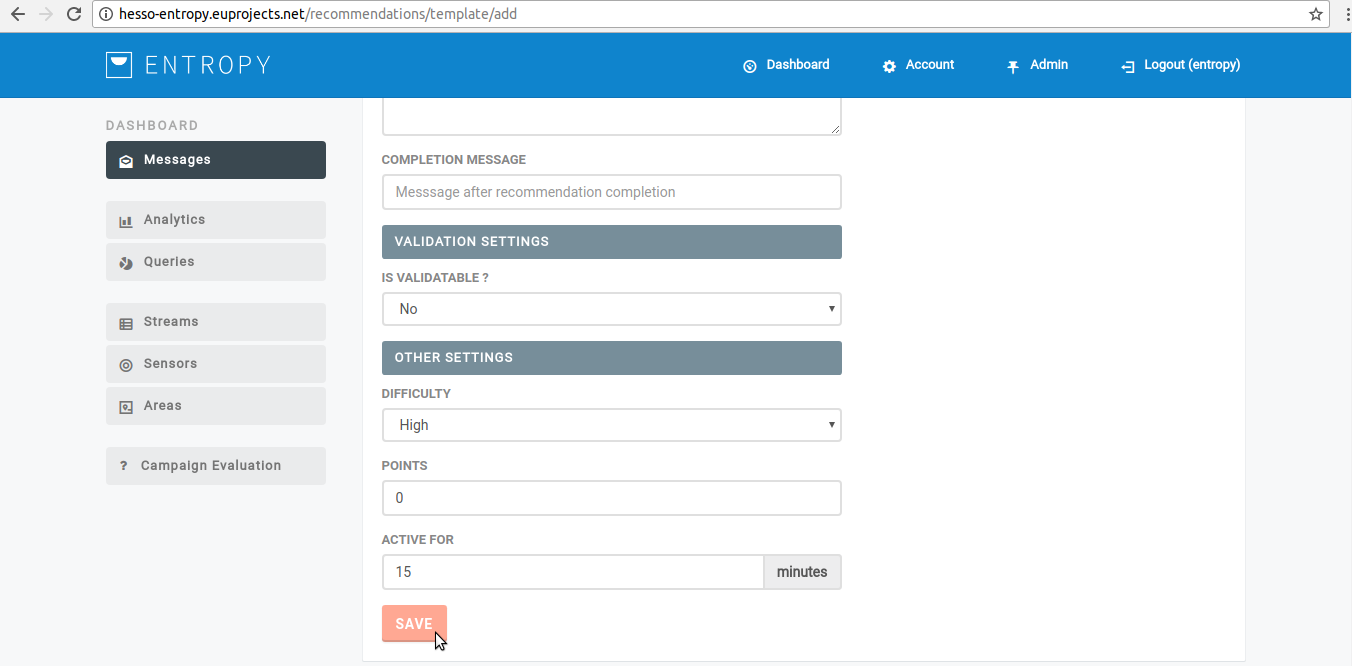 hesso-entropy.euprojects.net/recommendations/template/add
ENTROPY
Dashboard
Account
Admin
Logout (entropy)
DASHBOARD
Messages
Analytics
Queries
Streams
Sensors
Areas
? Campaign Evaluation
COMPLETION MESSAGE
Messsage after recommendation completion
VALIDATION SETTINGS
IS VALIDATABLE ?
No
OTHER SETTINGS
DIFFICULTY
High
POINTS
0
ACTIVE FOR
15 minutes
SAVE